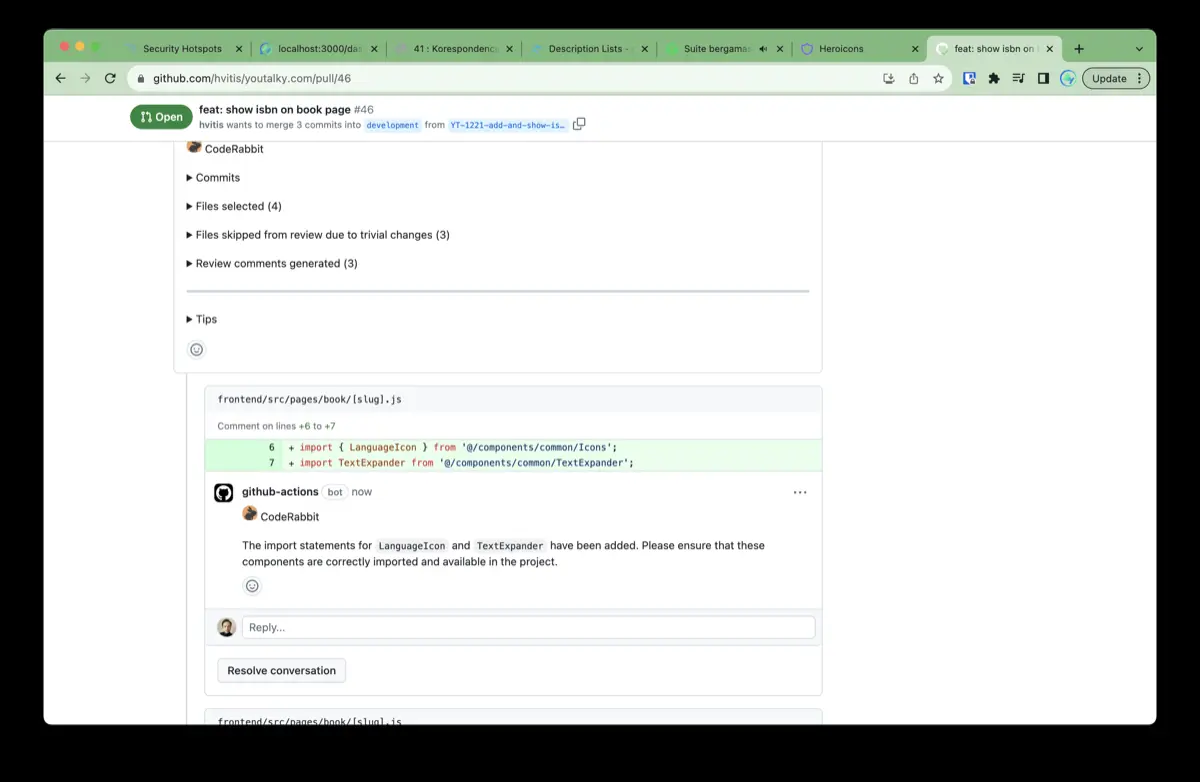 Security Hotspots
localhost:3000/das
41 : Korespondenc
Description Lists -
Suite bergamas
Heroicons
feat: show isbn on
github.com/hvitis/youtalky.com/pull/46
Update
Open
feat: show isbn on book page #46
hvitis wants to merge 3 commits into development from YT-1221-add-and-show-is…
CodeRabbit
Commits
Files selected (4)
Files skipped from review due to trivial changes (3)
Review comments generated (3)
Tips
frontend/src/pages/book/[slug].js
Comment on lines +6 to +7
6 + import { LanguageIcon } from '@/components/common/Icons';
7 + import TextExpander from '@/components/common/TextExpander';
github-actions bot now
CodeRabbit
The import statements for LanguageIcon and TextExpander have been added. Please ensure that these
components are correctly imported and available in the project.
Reply...
Resolve conversation
frontend/src/pages/book/[slug].js